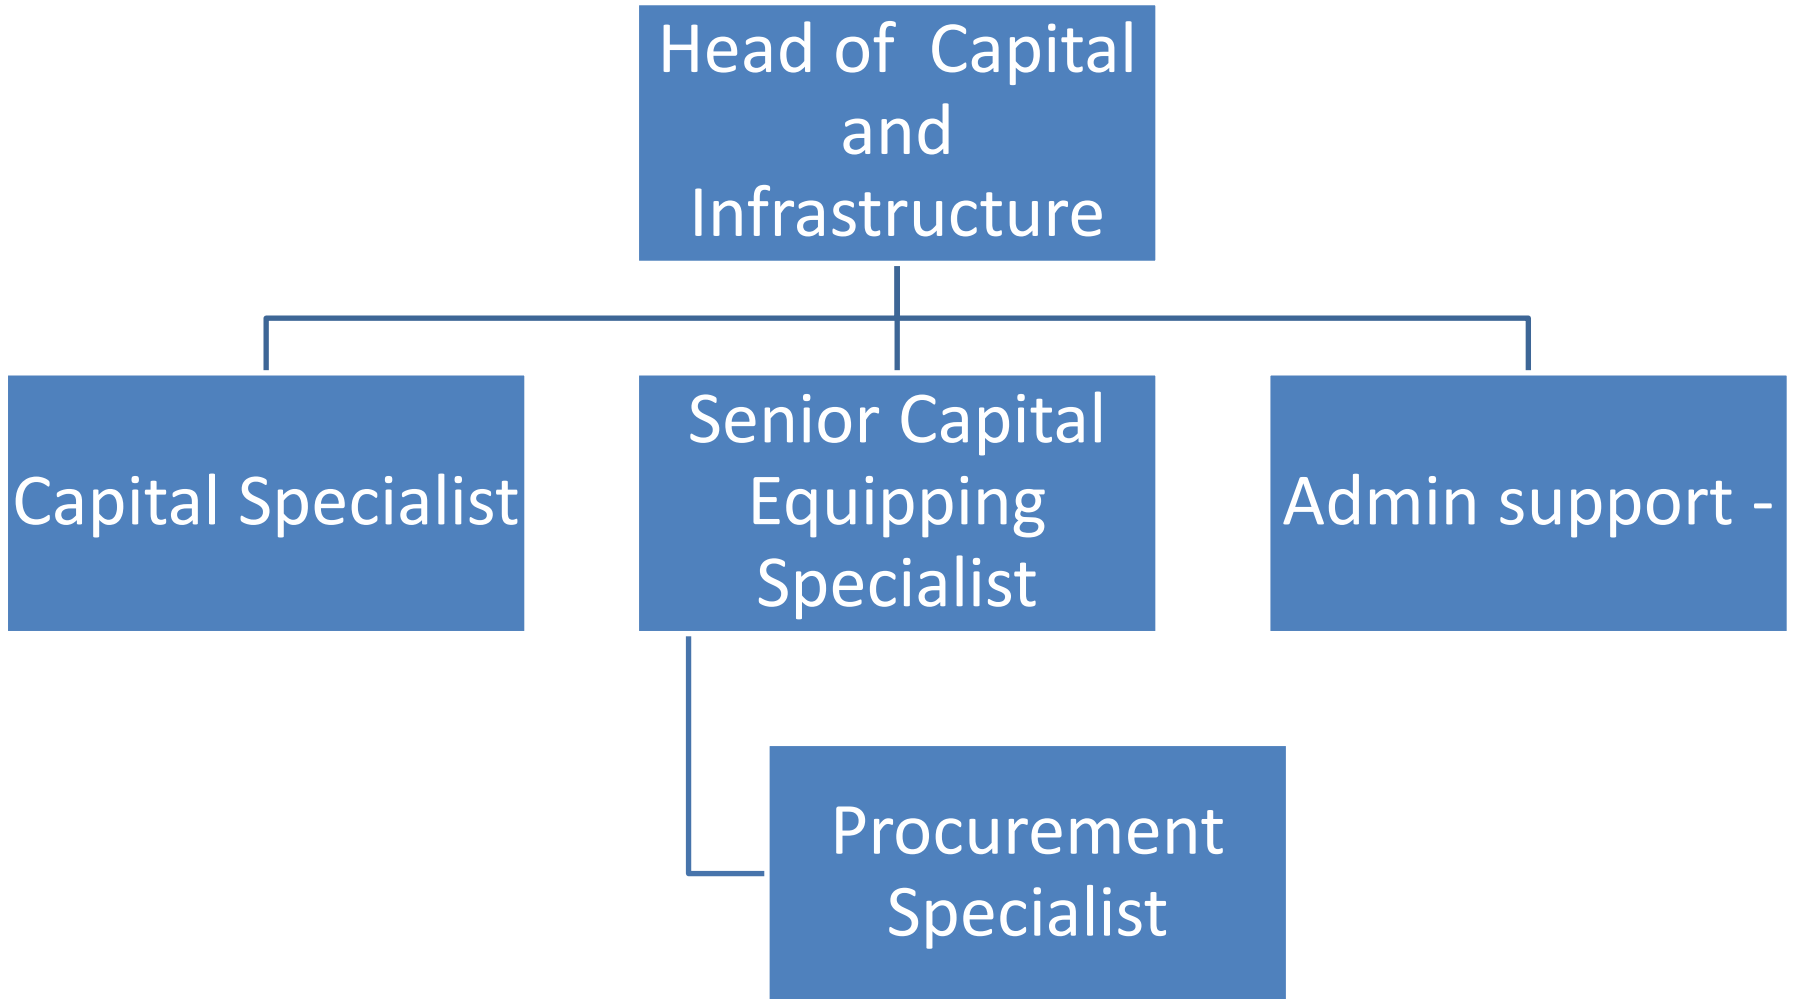 Head of  Capital
and
Infrastructure
Capital Specialist
Senior Capital
Equipping
Specialist
Admin support -
Procurement
Specialist